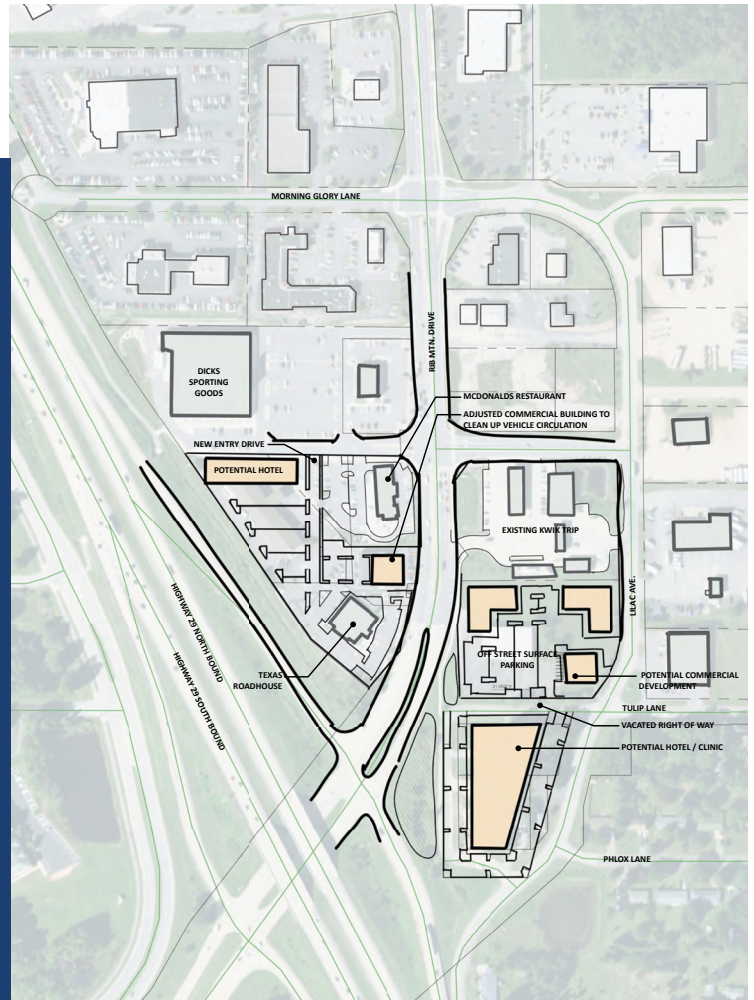 MORNING GLORY LANE
RIB MTN. DRIVE
DICKS
SPORTING
GOODS
MCDONALDS RESTAURANT
ADJUSTED COMMERCIAL BUILDING TO
CLEAN UP VEHICLE CIRCULATION
NEW ENTRY DRIVE
POTENTIAL HOTEL
EXISTING KWIK TRIP
LILAC AVE.
HIGHWAY 29 NORTH BOUND
HIGHWAY 29 SOUTH BOUND
OFF STREET SURFACE
PARKING
TEXAS
ROADHOUSE
POTENTIAL COMMERCIAL
DEVELOPMENT
TULIP LANE
VACATED RIGHT OF WAY
POTENTIAL HOTEL / CLINIC
PHLOX LANE